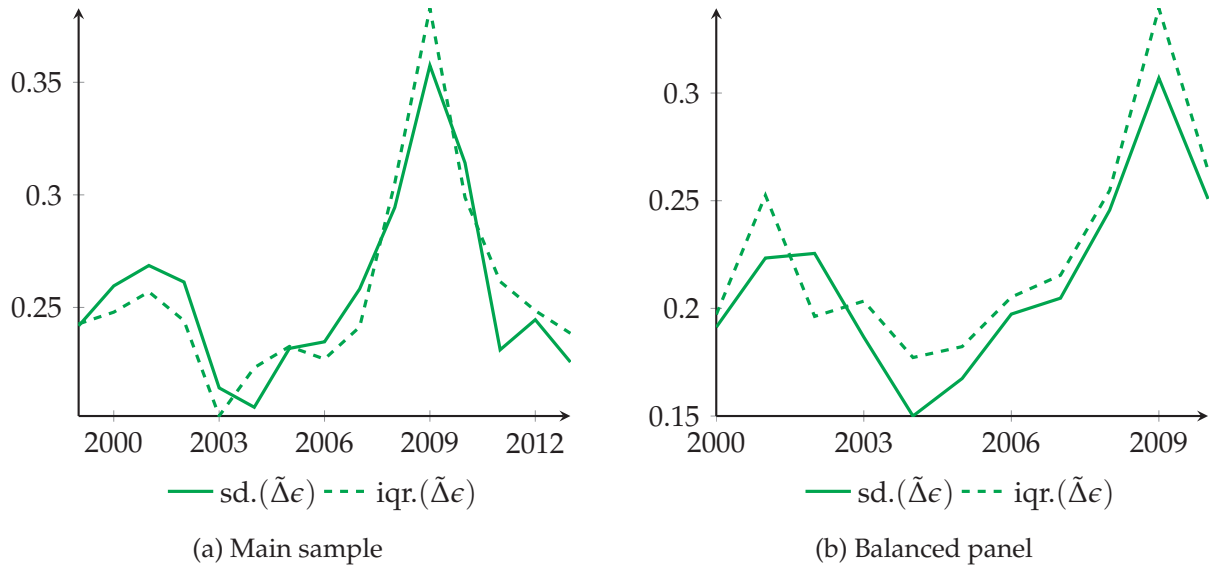 0.35
0.3
0.25
2000 2003 2006 2009 2012
sd.(Δ̃ϵ) iqr.(Δ̃ϵ)
(a) Main sample
0.3
0.25
0.2
0.15
2000 2003 2006 2009
sd.(Δ̃ϵ) iqr.(Δ̃ϵ)
(b) Balanced panel